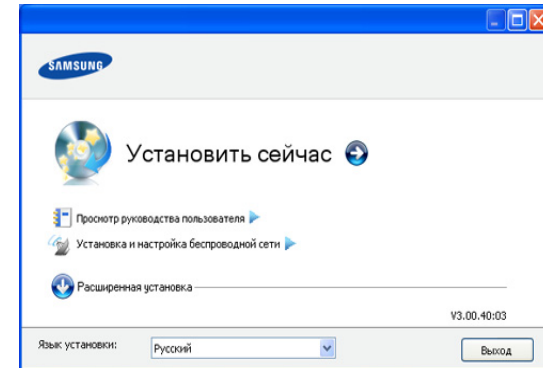 SAMSUNG
Установить сейчас
Просмотр руководства пользователя
Установка и настройка беспроводной сети
Расширенная установка
V3.00.40:03
Язык установки:
Русский
Выход